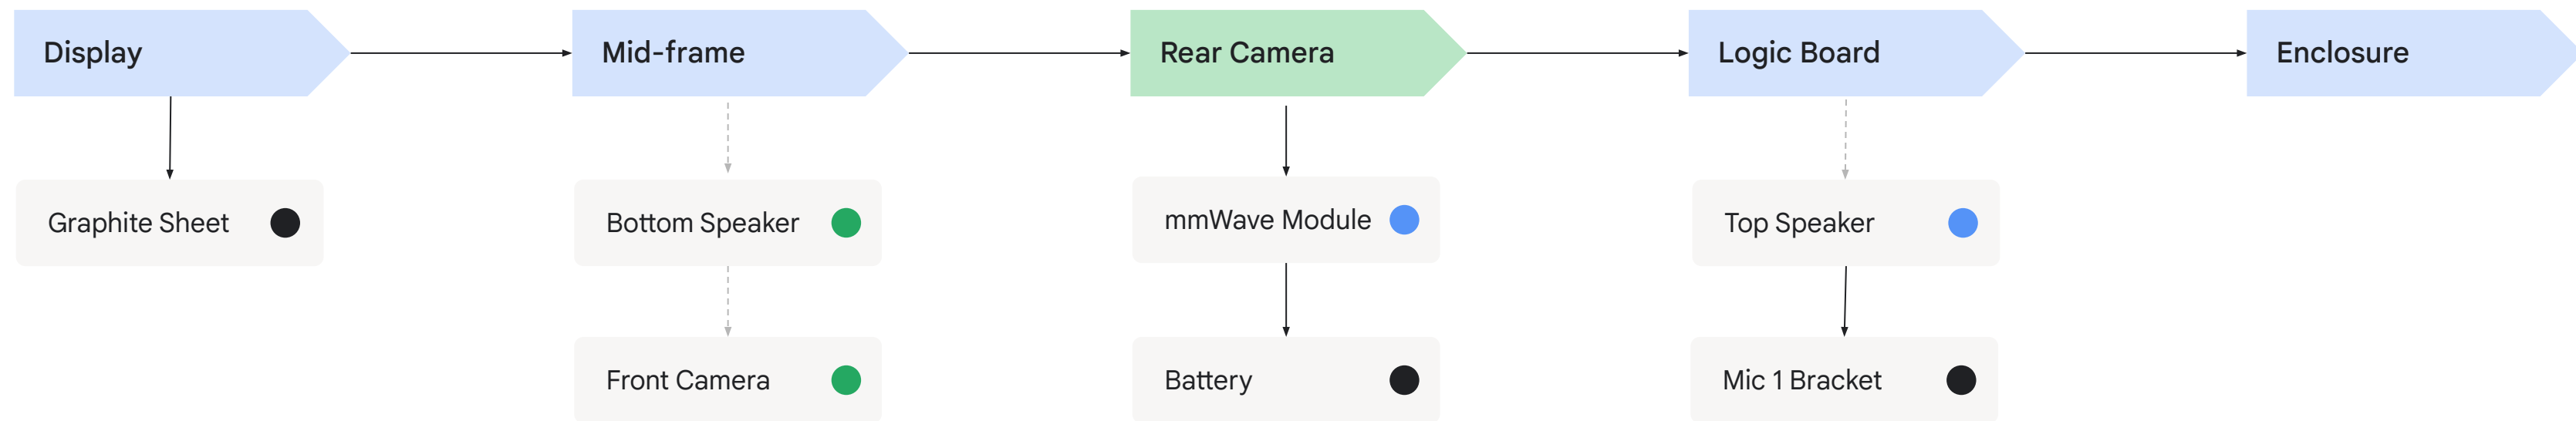 Display
Mid-frame
Rear Camera
Logic Board
Enclosure
Graphite Sheet
Bottom Speaker
mmWave Module
Top Speaker
Front Camera
Battery
Mic 1 Bracket